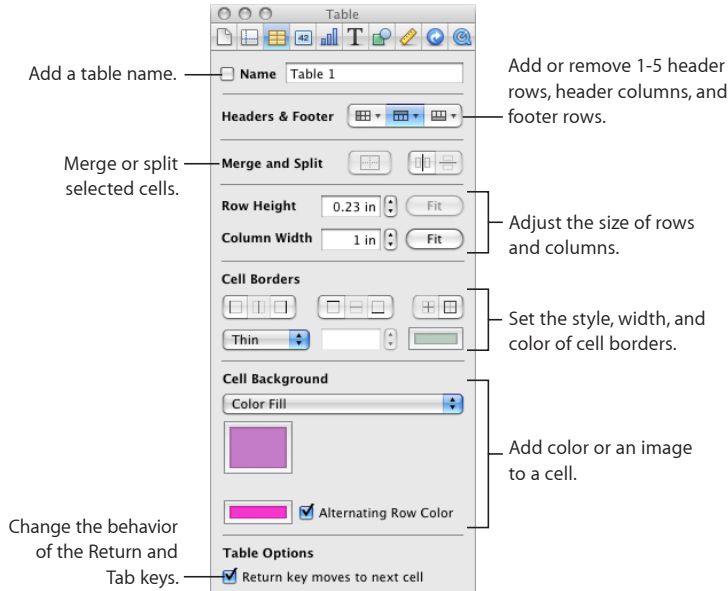 Table
42
Add a table name.
Name Table 1
Add or remove 1-5 header
rows, header columns, and
footer rows.
Headers & Footer
Merge or split
selected cells.
Merge and Split
Row Height 0.23 in Fit
Column Width 1 in Fit
Adjust the size of rows
and columns.
Cell Borders
Thin
Set the style, width, and
color of cell borders.
Cell Background
Color Fill
Add color or an image
to a cell.
Alternating Row Color
Change the behavior
of the Return and
Tab keys.
Table Options
Return key moves to next cell